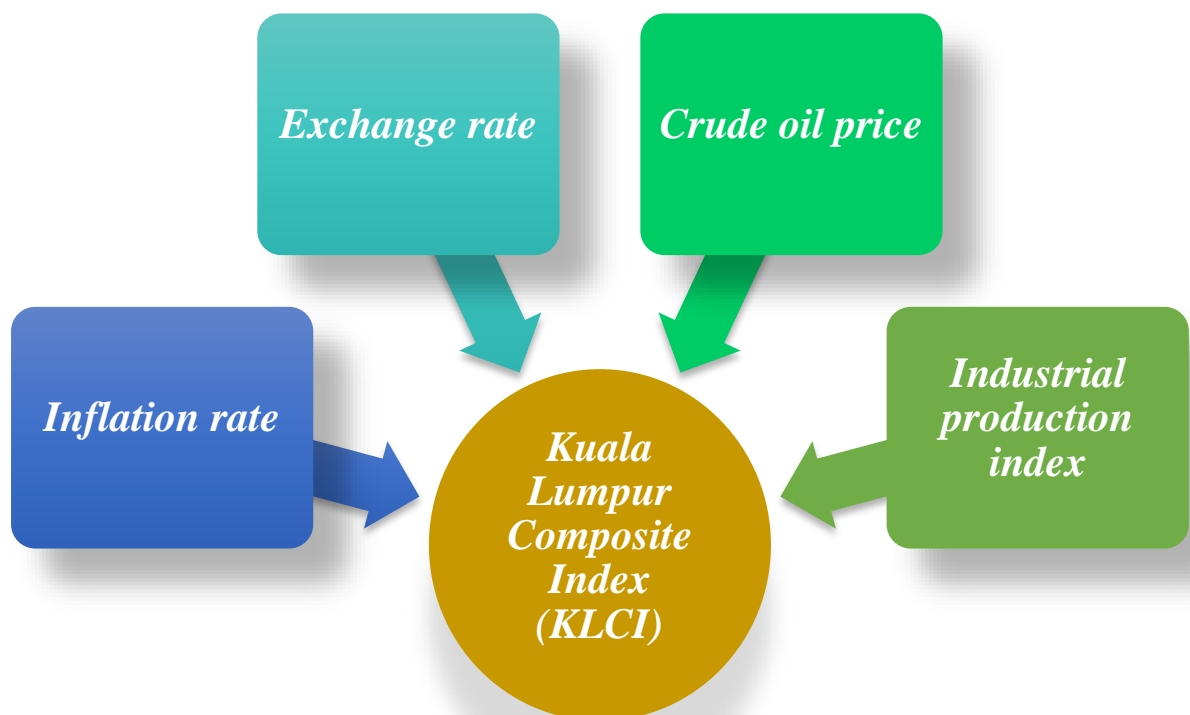 Exchange rate
Crude oil price
Inflation rate
Industrial
production
index
Kuala
Lumpur
Composite
Index
(KLCI)